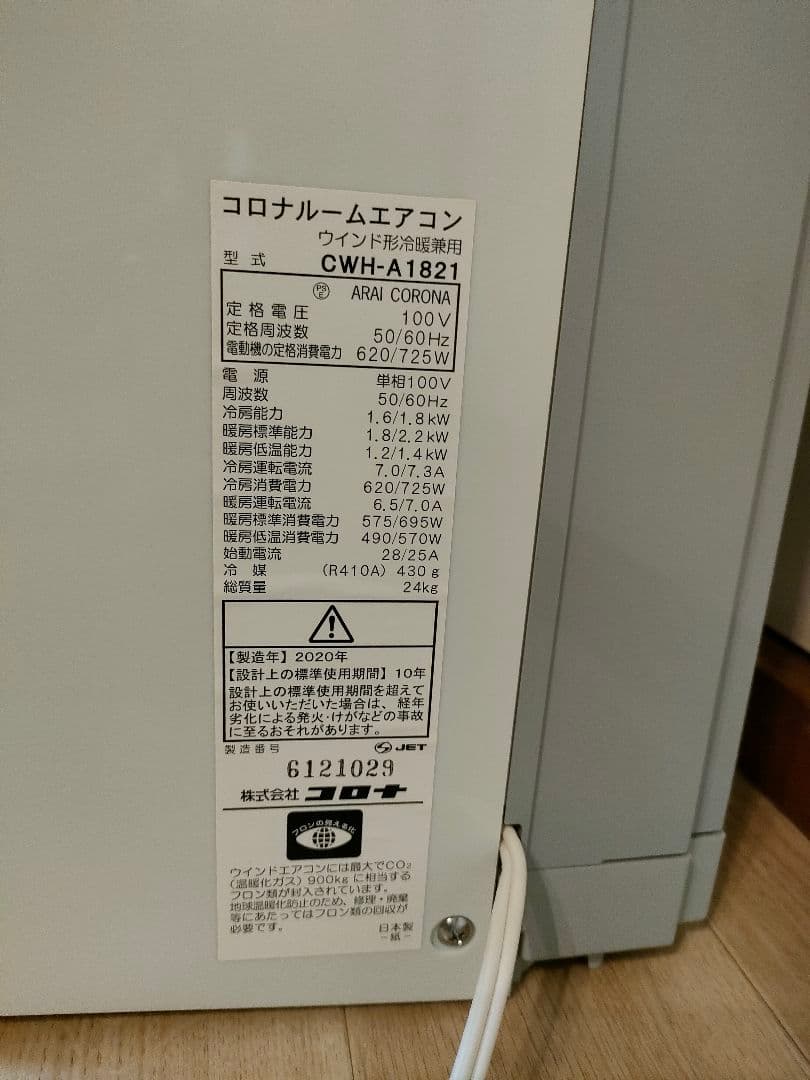 コロナルームエアコン
ウインド形冷暖兼用
型式 CWH-A1821
PSE ARAI CORONA
定格電圧 100V
定格周波数 50/60Hz
電動機の定格消費電力 620/725W
電源 単相100V
周波数 50/60Hz
冷房能力 1.6/1.8kW
暖房標準能力 1.8/2.2kW
暖房低温能力 1.2/1.4kW
冷房運転電流 7.0/7.3A
冷房消費電力 620/725W
暖房運転電流 6.5/7.0A
暖房標準消費電力 575/695W
暖房低温消費電力 490/570W
始動電流 28/25A
冷媒 (R410A) 430g
総質量 24kg
【製造年】2020年
【設計上の標準使用期間】10年
設計上の標準使用期間を超えて
お使いいただいた場合は、経年
劣化による発火・けがなどの事故
に至るおそれがあります。
製造番号 JET
6121029
株式会社コロナ
フロンの見える化
ウインドエアコンには最大でCO₂
(温暖化ガス)900kgに相当する
フロン類が封入されています。
地球温暖化防止のため、修理・廃棄
等にあたってはフロン類の回収が
必要です。 日本製
-紙-